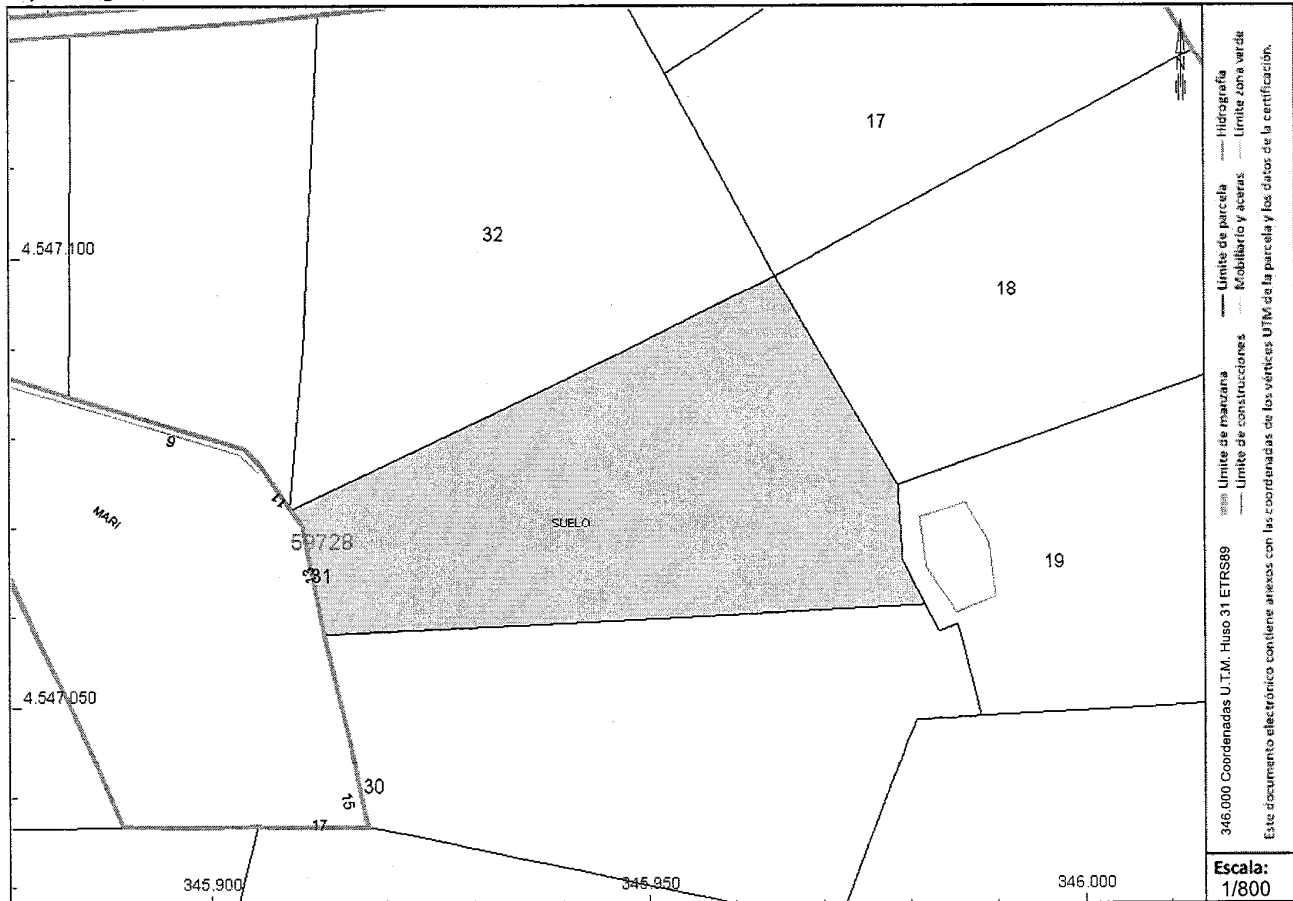 17
32
4.547.100
18
9
11
MARI
SUELO
59728
13
31
19
4.547.050
30
15
17
345.900
345.950
346.000
346.000 Coordenadas U.T.M. Huso 31 ETRS89
Límite de manzana
Límite de parcela
Hidrografía
Límite de construcciones
Mobiliario y aceras
Límite zona verde
Este documento electrónico contiene anexos con las coordenadas de los vértices UTM de la parcela y los datos de la certificación.
Escala:
1/800